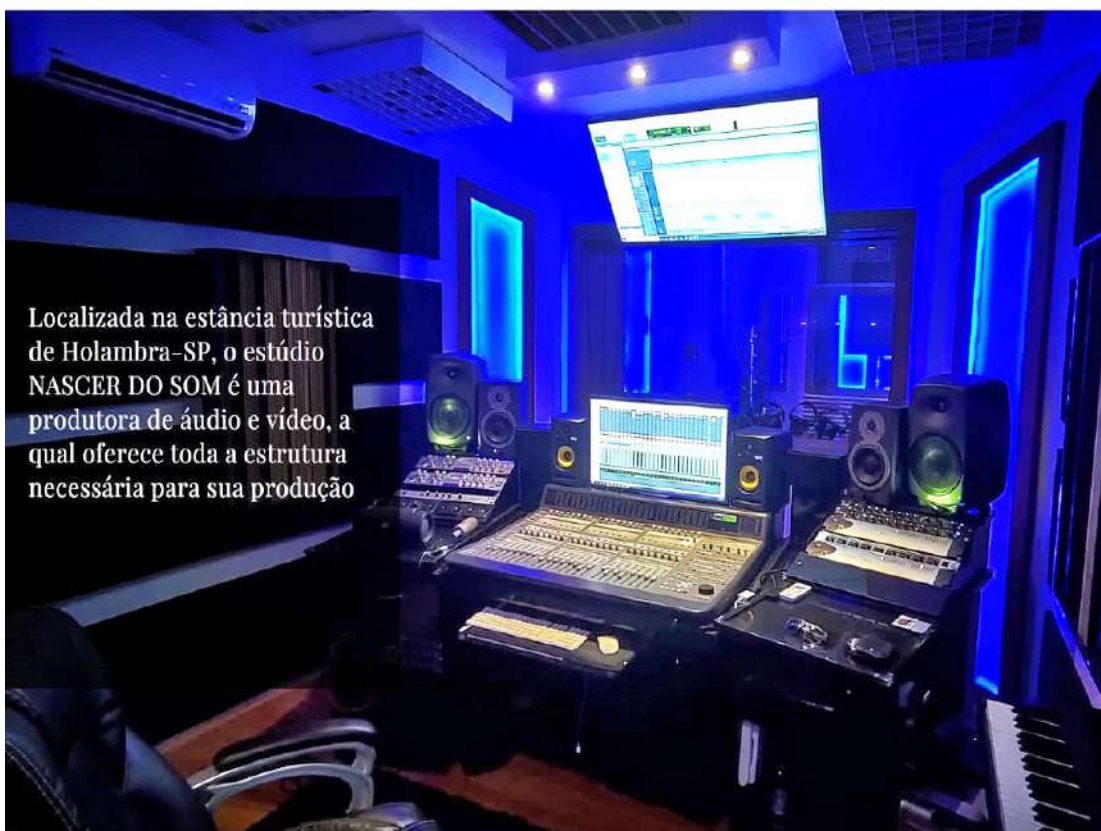 Localizada na estância turística
de Holambra-SP, o estúdio
NASCER DO SOM é uma
produtora de áudio e vídeo, a
qual oferece toda a estrutura
necessária para sua produção